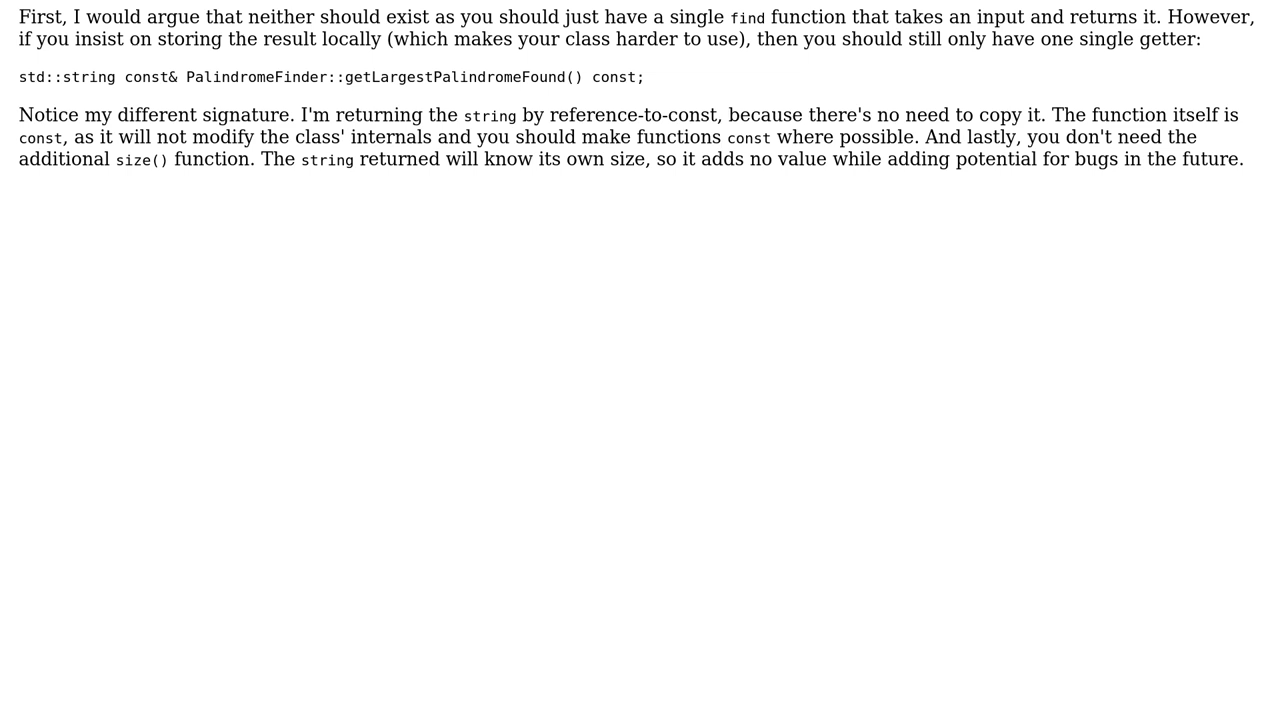 First, I would argue that neither should exist as you should just have a single find function that takes an input and returns it. However,
if you insist on storing the result locally (which makes your class harder to use), then you should still only have one single getter:
std::string const& PalindromeFinder::getLargestPalindromeFound() const;
Notice my different signature. I'm returning the string by reference-to-const, because there's no need to copy it. The function itself is
const, as it will not modify the class' internals and you should make functions const where possible. And lastly, you don't need the
additional size() function. The string returned will know its own size, so it adds no value while adding potential for bugs in the future.